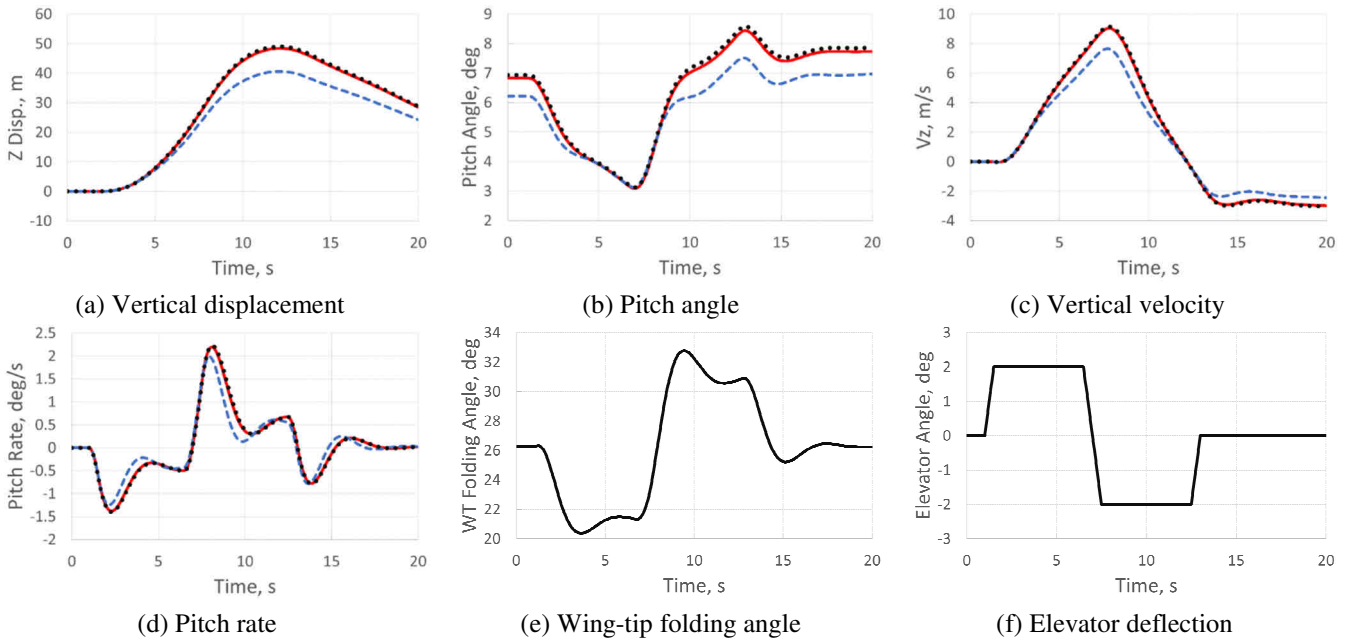 Z Disp., m
60
50
40
30
20
10
0
-10
0 5 10 15 20
Time, s
(a) Vertical displacement
Pitch Angle, deg
9
8
7
6
5
4
3
2
0 5 10 15 20
Time, s
(b) Pitch angle
Vz, m/s
10
8
6
4
2
0
-2
-4
0 5 10 15 20
Time, s
(c) Vertical velocity
Pitch Rate, deg/s
2.5
2
1.5
1
0.5
0
-0.5
-1
-1.5
-2
0 5 10 15 20
Time, s
(d) Pitch rate
WT Folding Angle, deg
34
32
30
28
26
24
22
20
0 5 10 15 20
Time, s
(e) Wing-tip folding angle
Elevator Angle, deg
3
2
1
0
-1
-2
-3
0 5 10 15 20
Time, s
(f) Elevator deflection